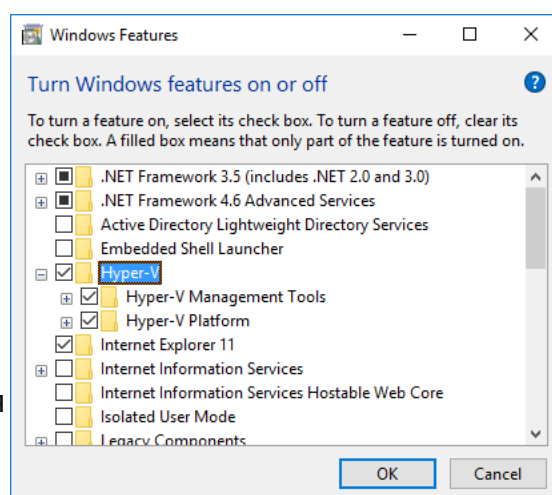 Windows Features
Turn Windows features on or off
To turn a feature on, select its check box. To turn a feature off, clear its
check box. A filled box means that only part of the feature is turned on.
.NET Framework 3.5 (includes .NET 2.0 and 3.0)
.NET Framework 4.6 Advanced Services
Active Directory Lightweight Directory Services
Embedded Shell Launcher
Hyper-V
Hyper-V Management Tools
Hyper-V Platform
Internet Explorer 11
Internet Information Services
Internet Information Services Hostable Web Core
Isolated User Mode
Legacy Components
OK Cancel